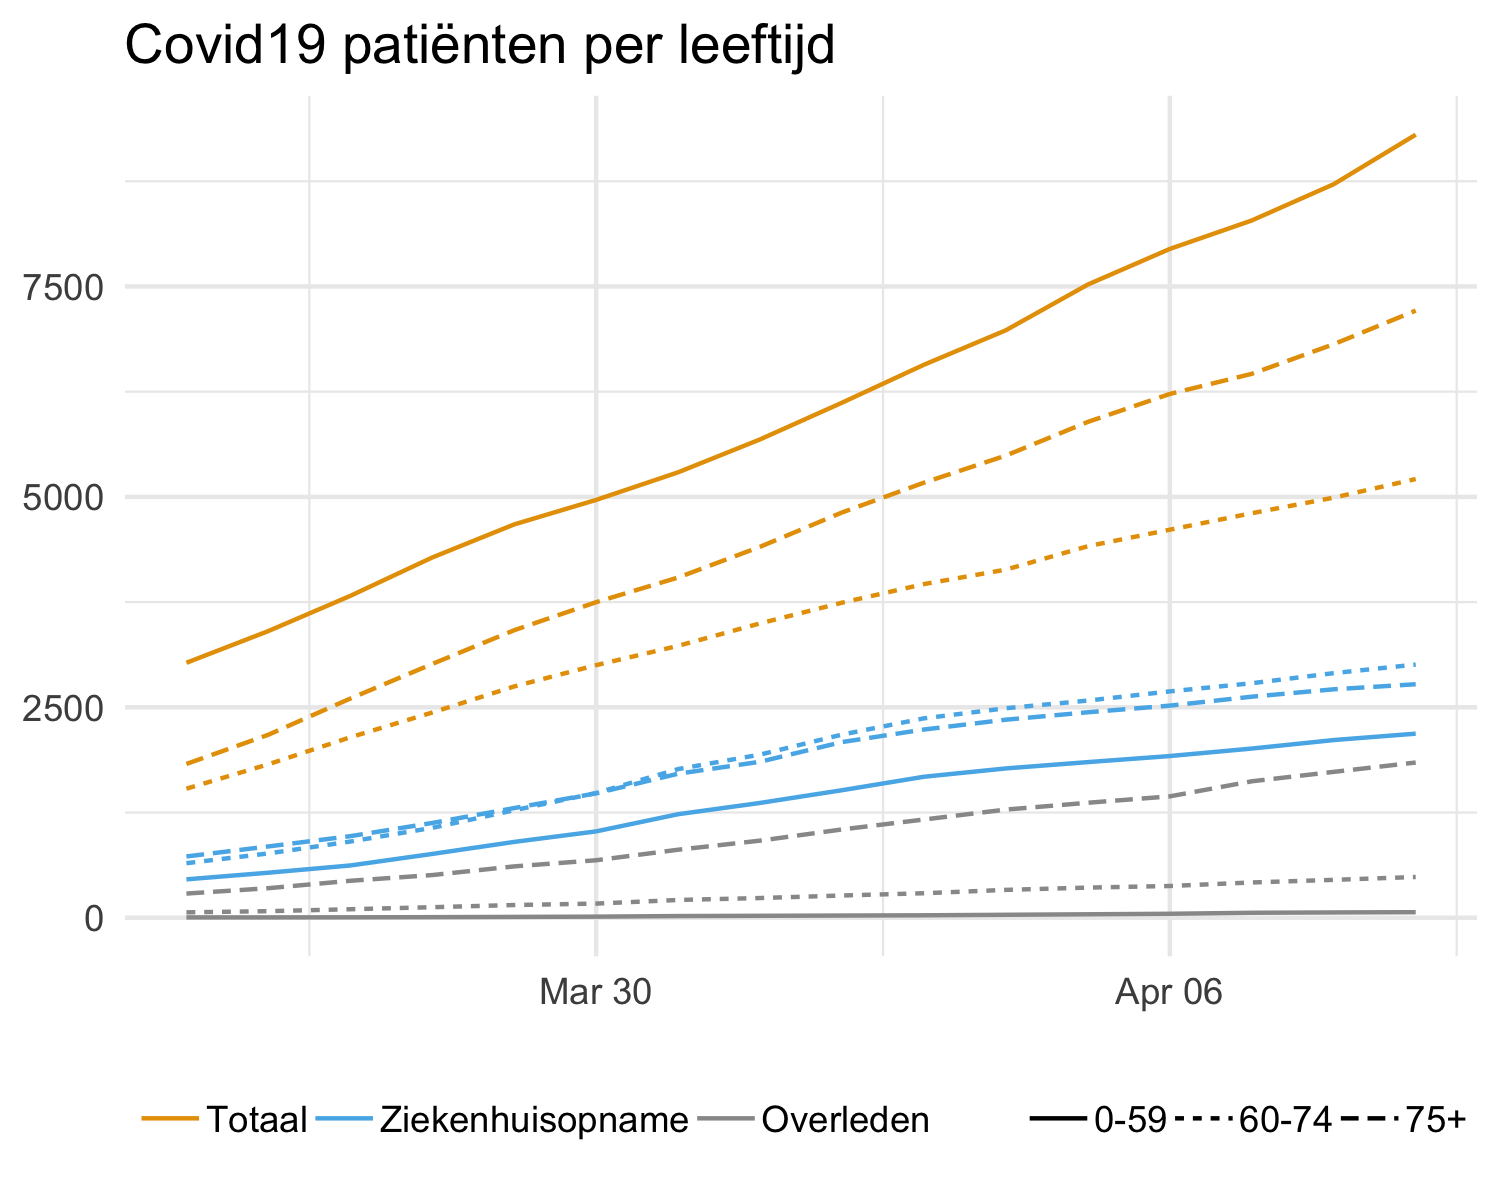 Covid19 patiënten per leeftijd
7500
5000
2500
0
Mar 30 Apr 06
Totaal Ziekenhuisopname Overleden 0-59 60-74 75+